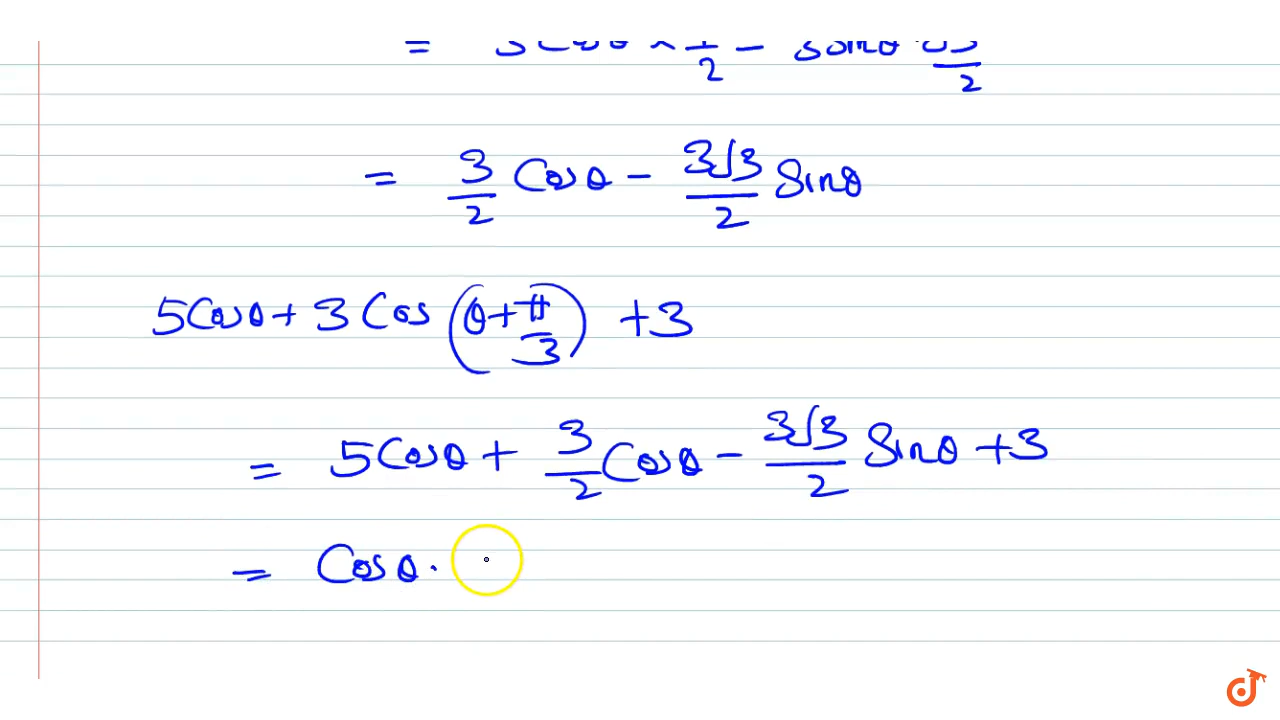 = 3/2 Cosθ - 3√3/2 Sinθ
5Cosθ + 3 Cos (θ + π/3) + 3
= 5Cosθ + 3/2 Cosθ - 3√3/2 Sinθ + 3
= Cosθ.